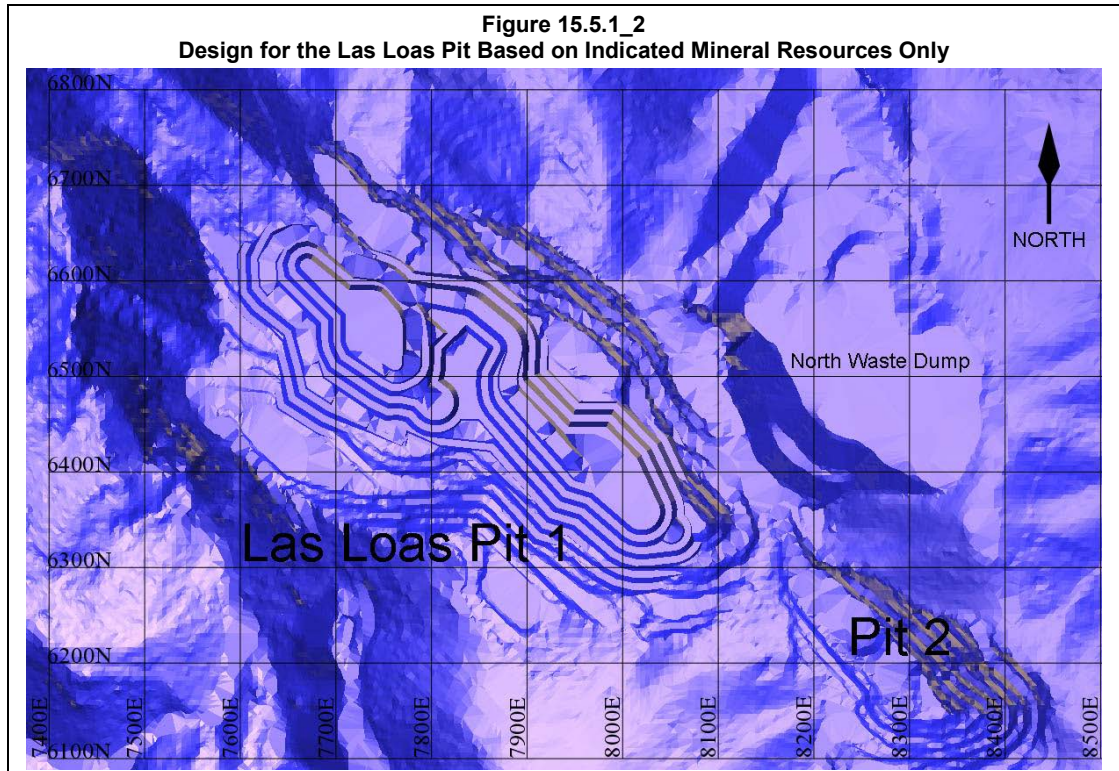 Figure 15.5.1_2
Design for the Las Loas Pit Based on Indicated Mineral Resources Only
6800N
6700N
NORTH
6600N
North Waste Dump
6500N
6400N
Las Loas Pit 1
6300N
Pit 2
6200N
7400E
7500E
7600E
7700E
7800E
7900E
8000E
8100E
8200E
8300E
8400E
8500E
6100N